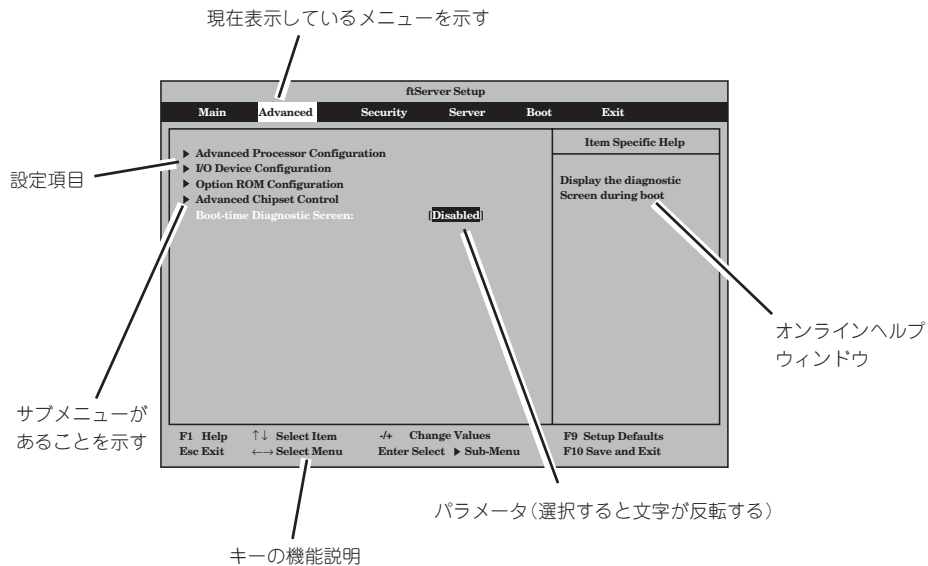 現在表示しているメニューを示す
ftServer Setup
Main Advanced Security Server Boot Exit
Item Specific Help
設定項目
▶ Advanced Processor Configuration
▶ I/O Device Configuration
▶ Option ROM Configuration
▶ Advanced Chipset Control
Boot-time Diagnostic Screen: [Disabled]
Display the diagnostic
Screen during boot
オンラインヘルプ
ウィンドウ
サブメニューが
あることを示す
F1 Help ↑↓ Select Item -/+ Change Values F9 Setup Defaults
Esc Exit ←→ Select Menu Enter Select ▶ Sub-Menu F10 Save and Exit
パラメータ(選択すると文字が反転する)
キーの機能説明